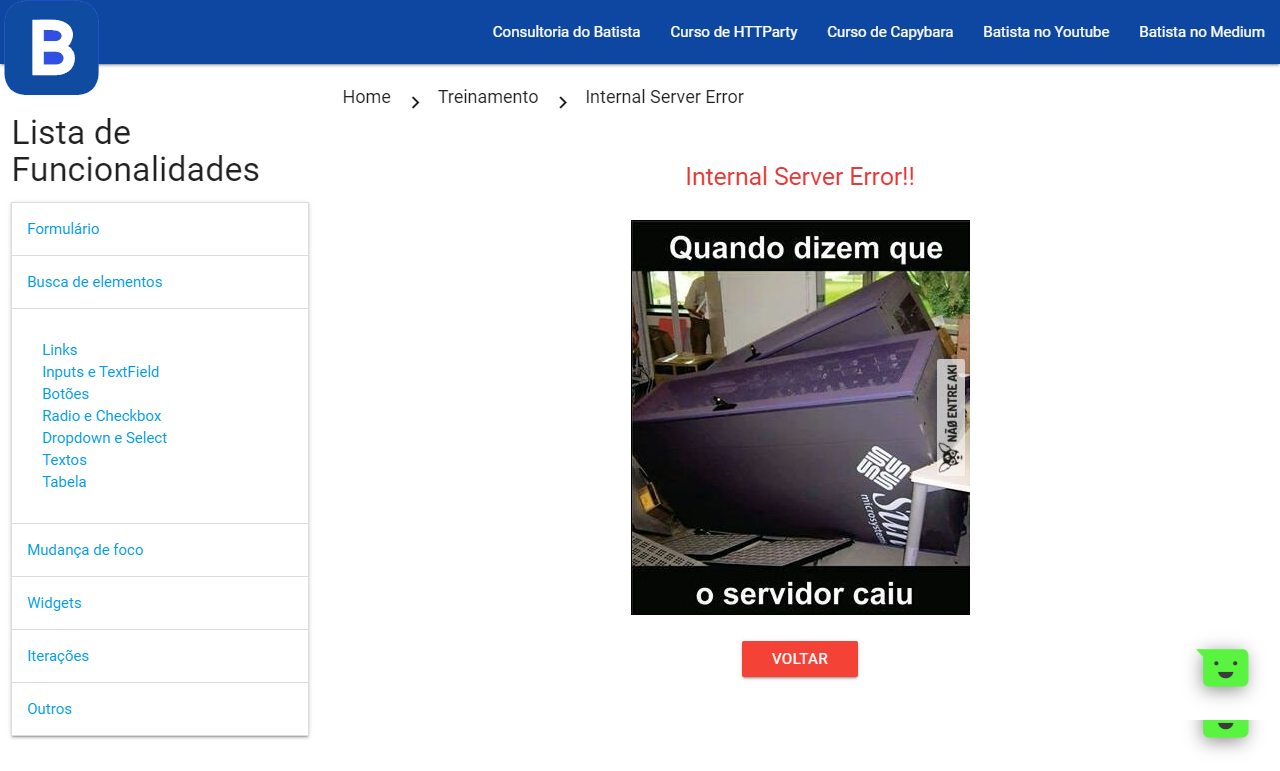 B
Consultoria do Batista
Curso de HTTParty
Curso de Capybara
Batista no Youtube
Batista no Medium
Home
Treinamento
Internal Server Error
Lista de
Funcionalidades
Formulário
Busca de elementos
Links
Inputs e TextField
Botões
Radio e Checkbox
Dropdown e Select
Textos
Tabela
Mudança de foco
Widgets
Iterações
Outros
Internal Server Error!!
Quando dizem que
NÃØ ENTRE AKI
Sun
microsystems
o servidor caiu
VOLTAR